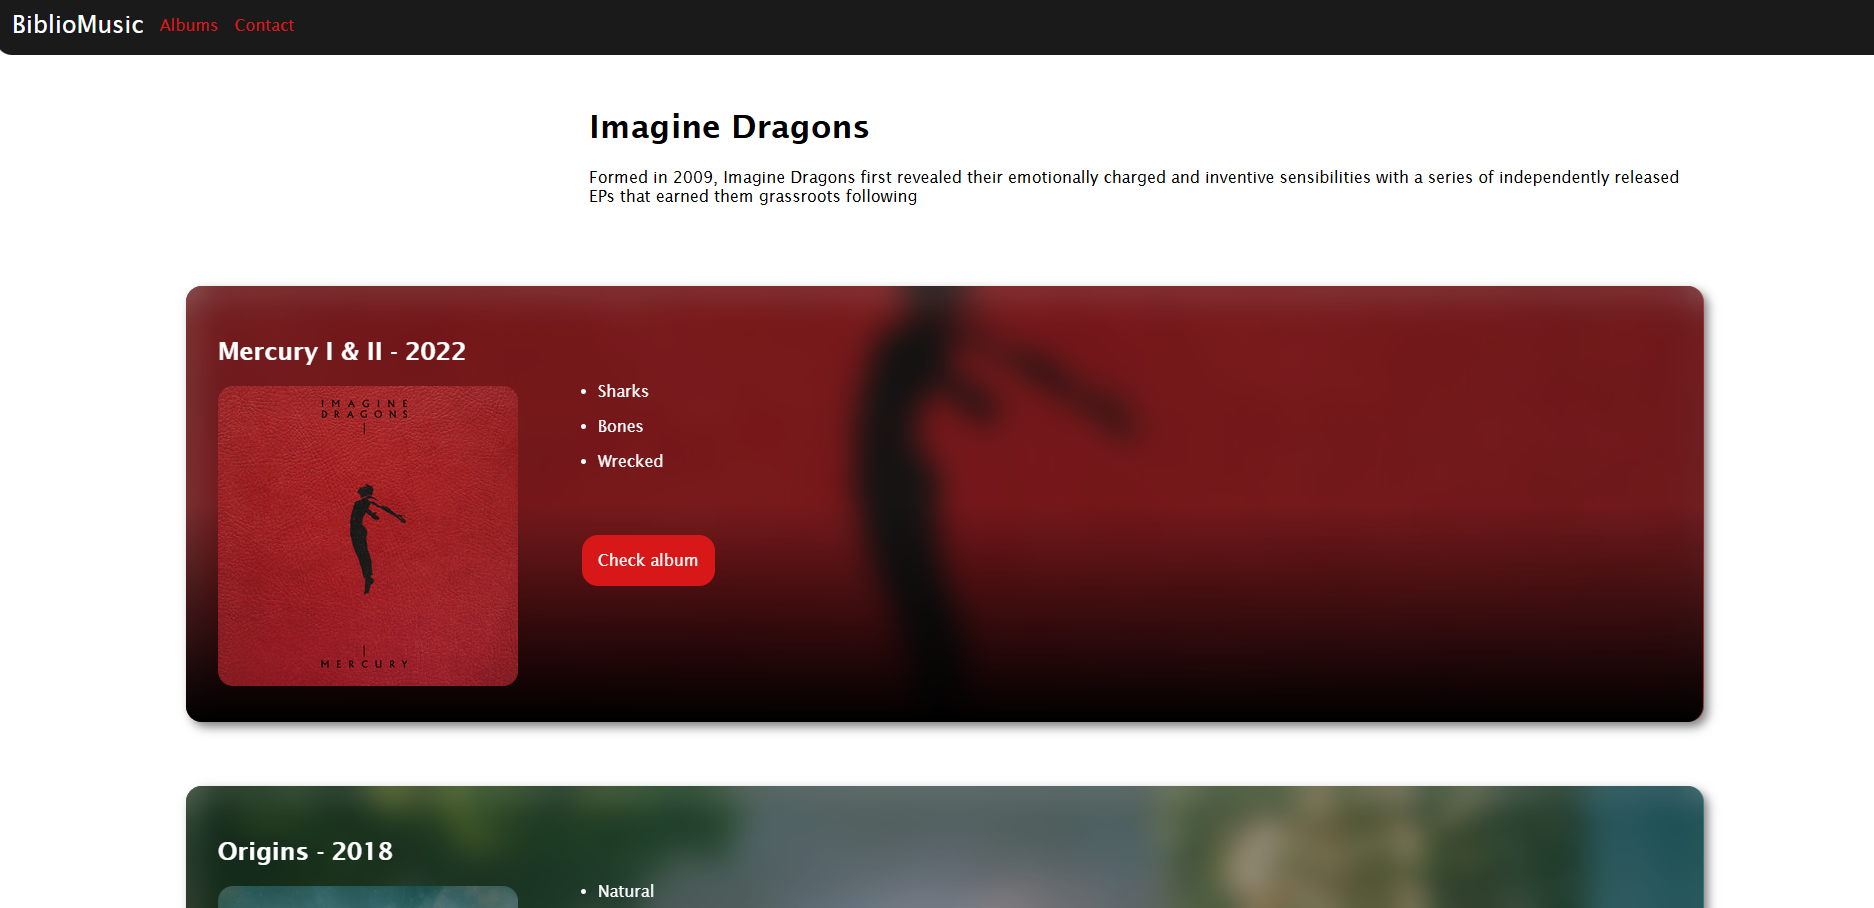 BiblioMusic Albums Contact
Imagine Dragons
Formed in 2009, Imagine Dragons first revealed their emotionally charged and inventive sensibilities with a series of independently released
EPs that earned them grassroots following
Mercury I & II - 2022
IMAGINE
DRAGONS
MERCURY
• Sharks
• Bones
• Wrecked
Check album
Origins - 2018
• Natural